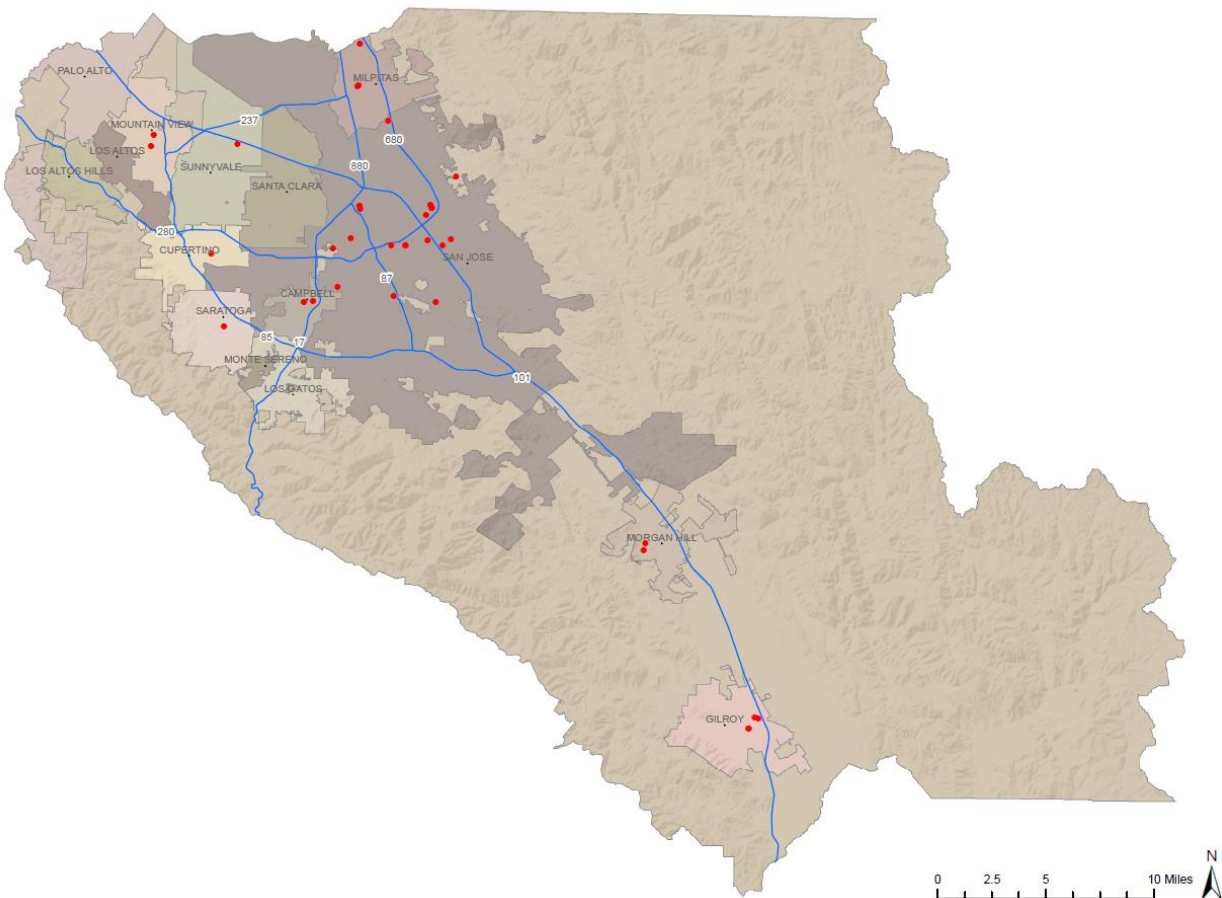 PALO ALTO
MILPITAS
237
MOUNTAIN VIEW
680
LOS ALTOS
880
LOS ALTOS HILLS
SUNNYVALE
SANTA CLARA
280
CUPERTINO
SAN JOSE
87
CAMPBELL
SARATOGA
85
17
MONTE SERENO
101
LOS GATOS
MORGAN HILL
GILROY
N
0 2.5 5 10 Miles